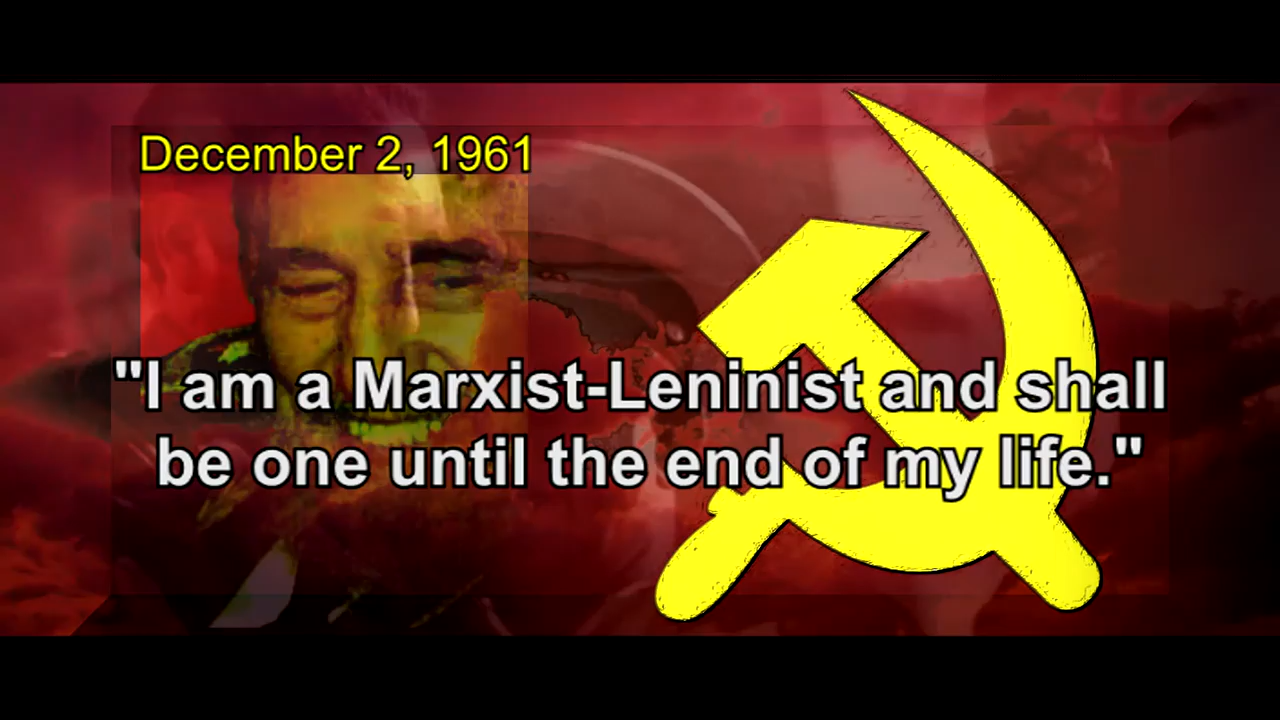 December 2, 1961
"I am a Marxist-Leninist and shall
be one until the end of my life."